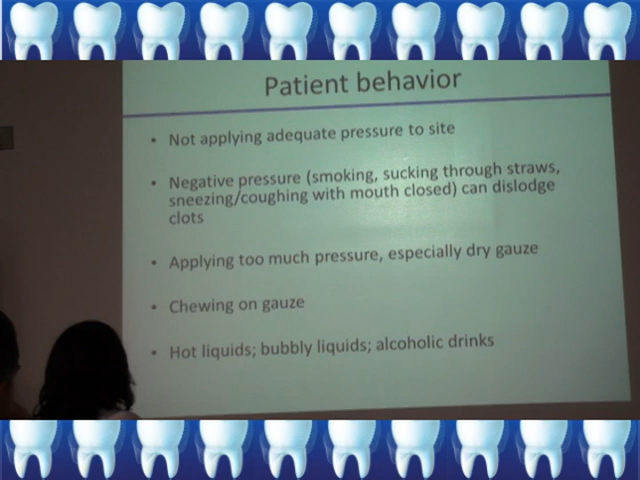 Patient behavior
• Not applying adequate pressure to site
• Negative pressure (smoking, sucking through straws,
sneezing/coughing with mouth closed) can dislodge
clots
• Applying too much pressure, especially dry gauze
• Chewing on gauze
• Hot liquids; bubbly liquids; alcoholic drinks